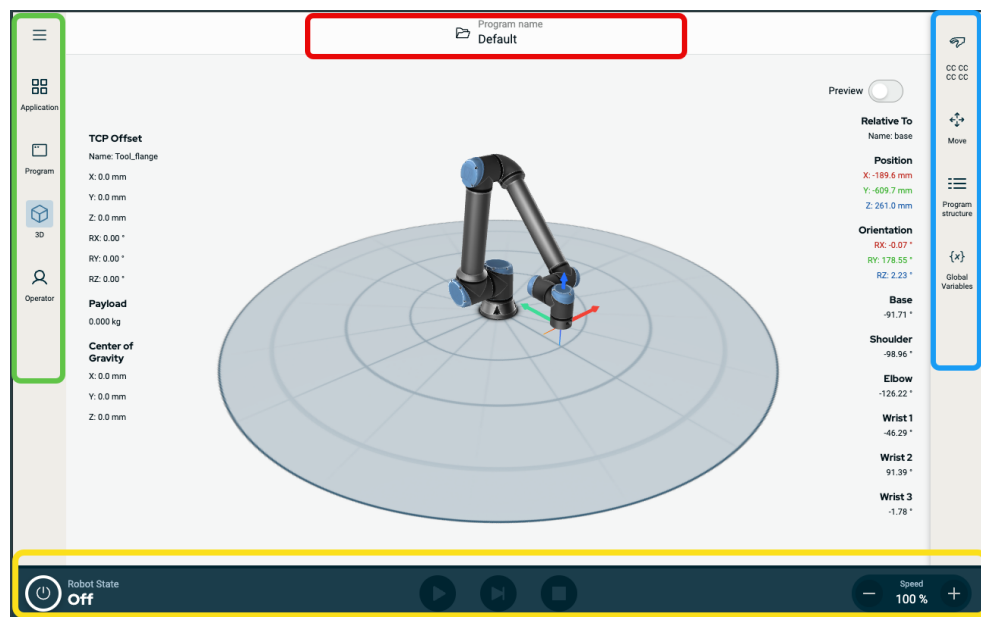 Program name
Default
Application
Program
3D
Operator
TCP Offset
Name: Tool_flange
X: 0.0 mm
Y: 0.0 mm
Z: 0.0 mm
RX: 0.00 °
RY: 0.00 °
RZ: 0.00 °
Payload
0.000 kg
Center of
Gravity
X: 0.0 mm
Y: 0.0 mm
Z: 0.0 mm
Preview
Relative To
Name: base
Position
X: -189.6 mm
Y: -609.7 mm
Z: 261.0 mm
Orientation
RX: -0.07 °
RY: 178.55 °
RZ: 2.23 °
Base
-91.71 °
Shoulder
-98.96 °
Elbow
-126.22 °
Wrist 1
-46.29 °
Wrist 2
91.39 °
Wrist 3
-1.78 °
CC CC
CC CC
Move
Program
structure
{x}
Global
Variables
Robot State
Off
Speed
100 %